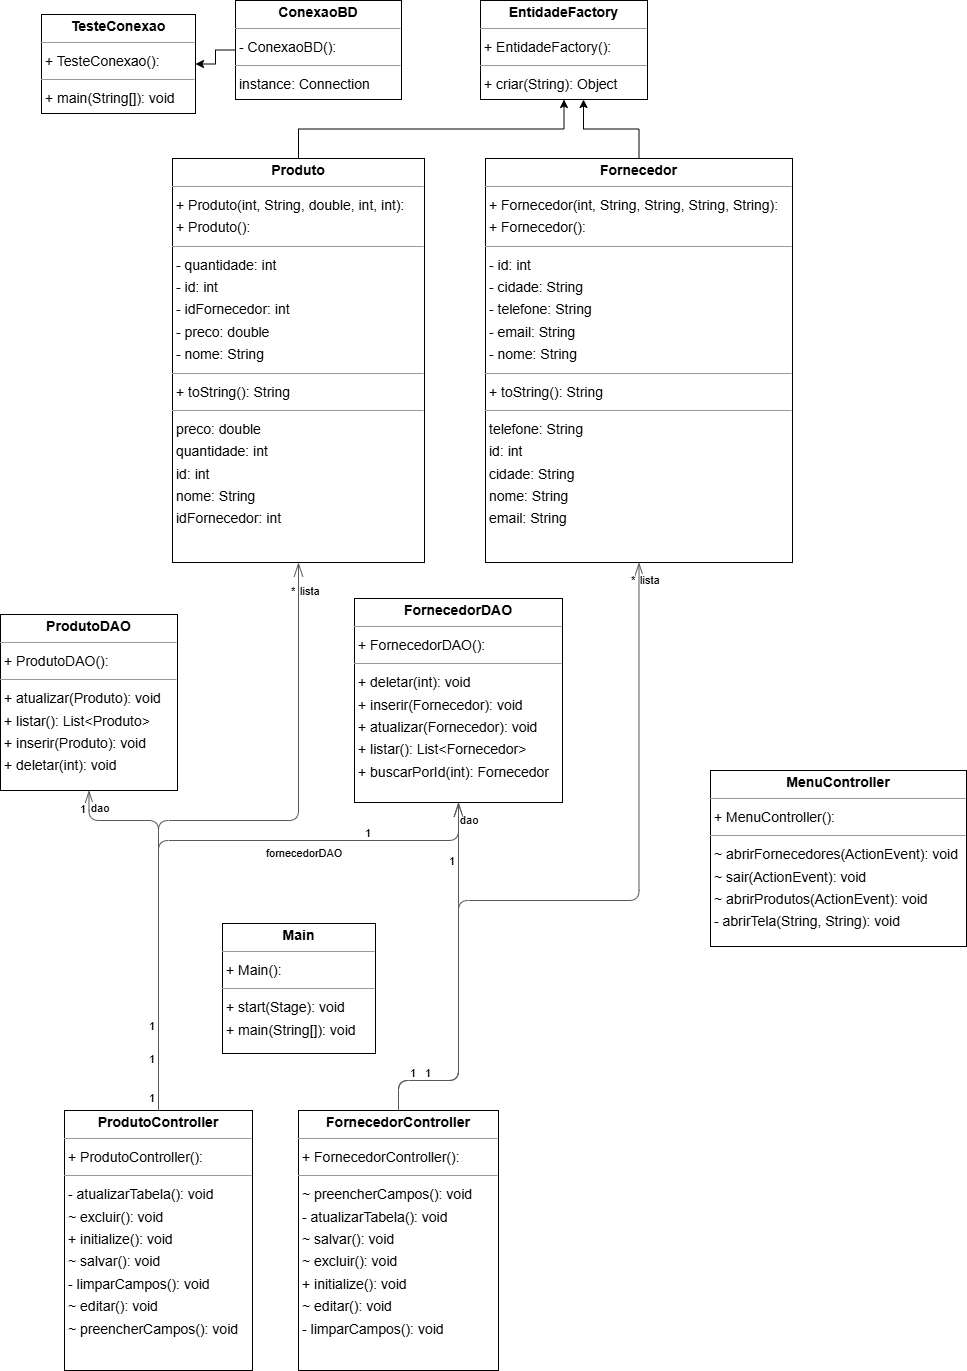 TesteConexao
+ TesteConexao():
+ main(String[]): void
ConexaoBD
- ConexaoBD():
instance: Connection
EntidadeFactory
+ EntidadeFactory():
+ criar(String): Object
Produto
+ Produto(int, String, double, int, int):
+ Produto():
- quantidade: int
- id: int
- idFornecedor: int
- preco: double
- nome: String
+ toString(): String
preco: double
quantidade: int
id: int
nome: String
idFornecedor: int
Fornecedor
+ Fornecedor(int, String, String, String, String):
+ Fornecedor():
- id: int
- cidade: String
- telefone: String
- email: String
- nome: String
+ toString(): String
telefone: String
id: int
cidade: String
nome: String
email: String
* lista
* lista
ProdutoDAO
+ ProdutoDAO():
+ atualizar(Produto): void
+ listar(): List<Produto>
+ inserir(Produto): void
+ deletar(int): void
FornecedorDAO
+ FornecedorDAO():
+ deletar(int): void
+ inserir(Fornecedor): void
+ atualizar(Fornecedor): void
+ listar(): List<Fornecedor>
+ buscarPorId(int): Fornecedor
MenuController
+ MenuController():
~ abrirFornecedores(ActionEvent): void
~ sair(ActionEvent): void
~ abrirProdutos(ActionEvent): void
- abrirTela(String, String): void
1 dao
dao
1
fornecedorDAO
1
Main
+ Main():
+ start(Stage): void
+ main(String[]): void
1
1
1
1 1
ProdutoController
+ ProdutoController():
- atualizarTabela(): void
~ excluir(): void
+ initialize(): void
~ salvar(): void
- limparCampos(): void
~ editar(): void
~ preencherCampos(): void
FornecedorController
+ FornecedorController():
~ preencherCampos(): void
- atualizarTabela(): void
~ salvar(): void
~ excluir(): void
+ initialize(): void
~ editar(): void
- limparCampos(): void